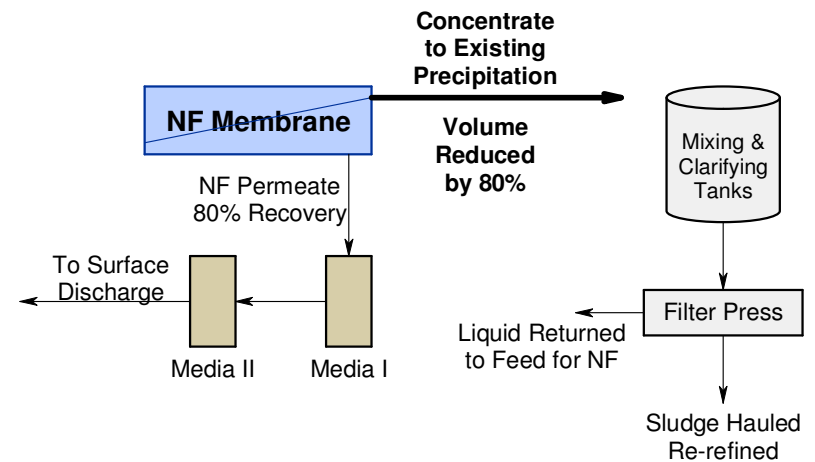 Concentrate
to Existing
Precipitation
NF Membrane
Volume
Reduced
by 80%
Mixing &
Clarifying
Tanks
NF Permeate
80% Recovery
To Surface
Discharge
Media II
Media I
Filter Press
Liquid Returned
to Feed for NF
Sludge Hauled
Re-refined